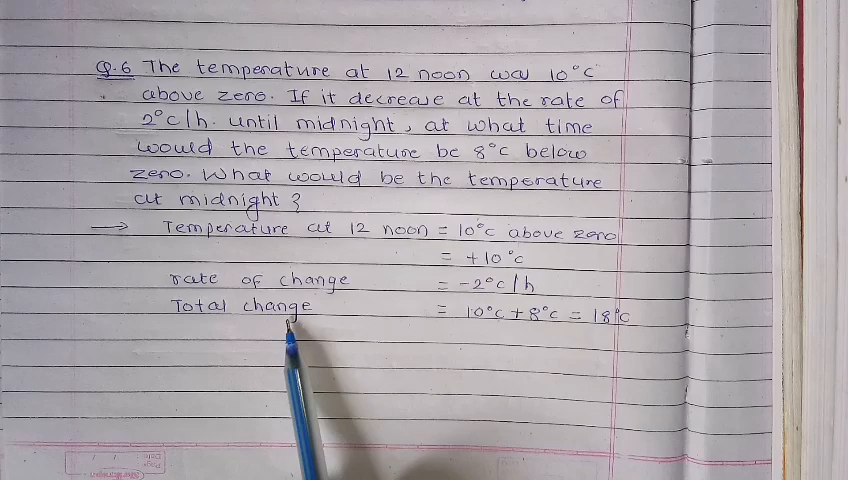 Q.6 The temperature at 12 noon was 10°C
above zero. If it decrease at the rate of
2°c/h. until midnight, at what time
would the temperature be 8°c below
zero. What would be the temperature
at midnight?
→ Temperature at 12 noon = 10°c above zero
= +10°c
rate of change = -2°c/h
Total change = 10°c + 8°c = 18°c
Page
Date / /